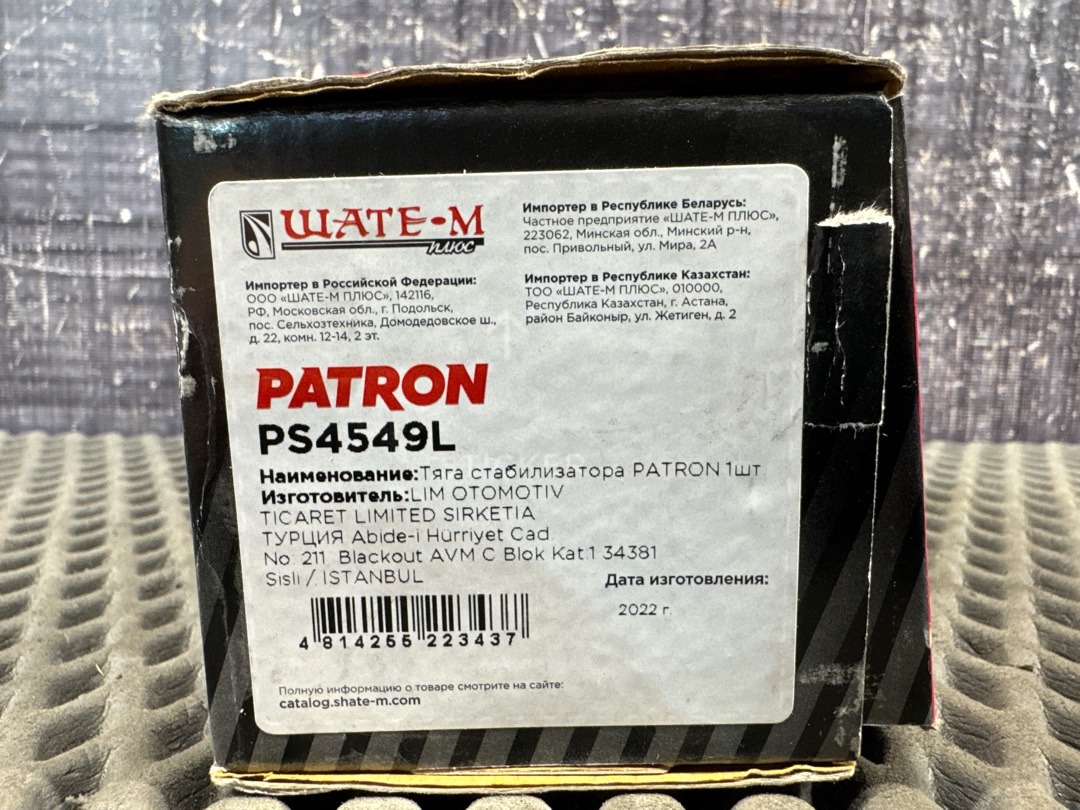 ШАТЕ-М
плюс
Импортер в Российской Федерации:
ООО «ШАТЕ-М ПЛЮС», 142116,
РФ, Московская обл., г. Подольск,
пос. Сельхозтехника, Домодедовское ш.,
д. 22, комн. 12-14, 2 эт.
Импортер в Республике Беларусь:
Частное предприятие «ШАТЕ-М ПЛЮС»,
223062, Минская обл., Минский р-н,
пос. Привольный, ул. Мира, 2А
Импортер в Республике Казахстан:
ТОО «ШАТЕ-М ПЛЮС», 010000,
Республика Казахстан, г. Астана,
район Байконыр, ул. Жетиген, д. 2
PATRON
PS4549L
Наименование:Тяга стабилизатора PATRON 1шт
Изготовитель:LIM OTOMOTIV
TICARET LIMITED SIRKETIA
ТУРЦИЯ Abide-i Hürriyet Cad
No: 211 Blackout AVM C Blok Kat:1 34381
Sisli / ISTANBUL
Дата изготовления:
2022 г.
4 814255 223437
Полную информацию о товаре смотрите на сайте:
catalog.shate-m.com